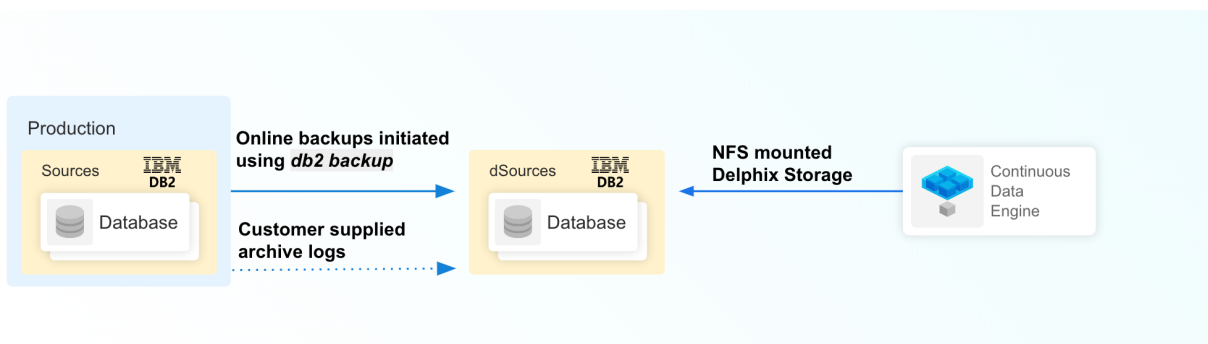 Production
Sources
IBM
DB2
Database
Online backups initiated
using db2 backup
Customer supplied
archive logs
dSources
IBM
DB2
Database
NFS mounted
Delphix Storage
Continuous
Data
Engine